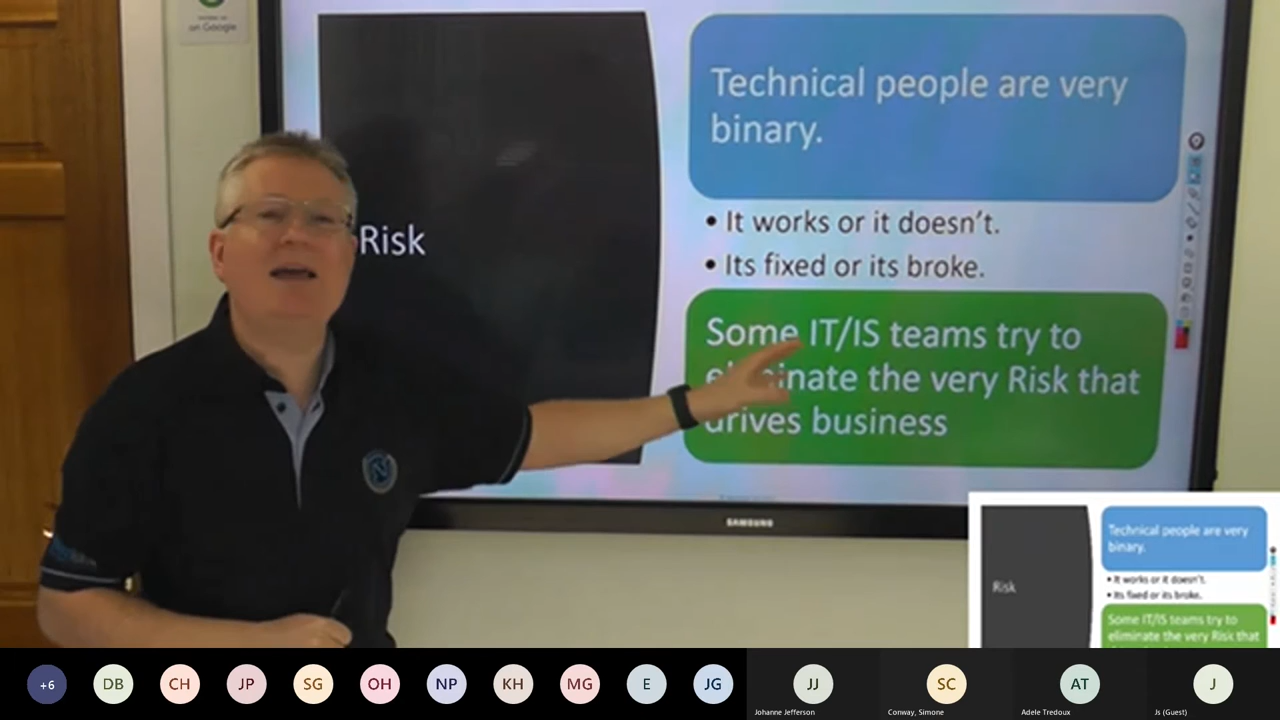 on Google
Risk
Technical people are very
binary.
• It works or it doesn't.
• Its fixed or its broke.
Some IT/IS teams try to
eliminate the very Risk that
drives business
SAMSUNG
Risk
Technical people are very
binary.
• It works or it doesn't.
• Its fixed or its broke.
Some IT/IS teams try to
eliminate the very Risk that
+6
DB
CH
JP
SG
OH
NP
KH
MG
E
JG
JJ
SC
AT
J
Johanne Jefferson
Conway, Simone
Adele Tredoux
Js (Guest)